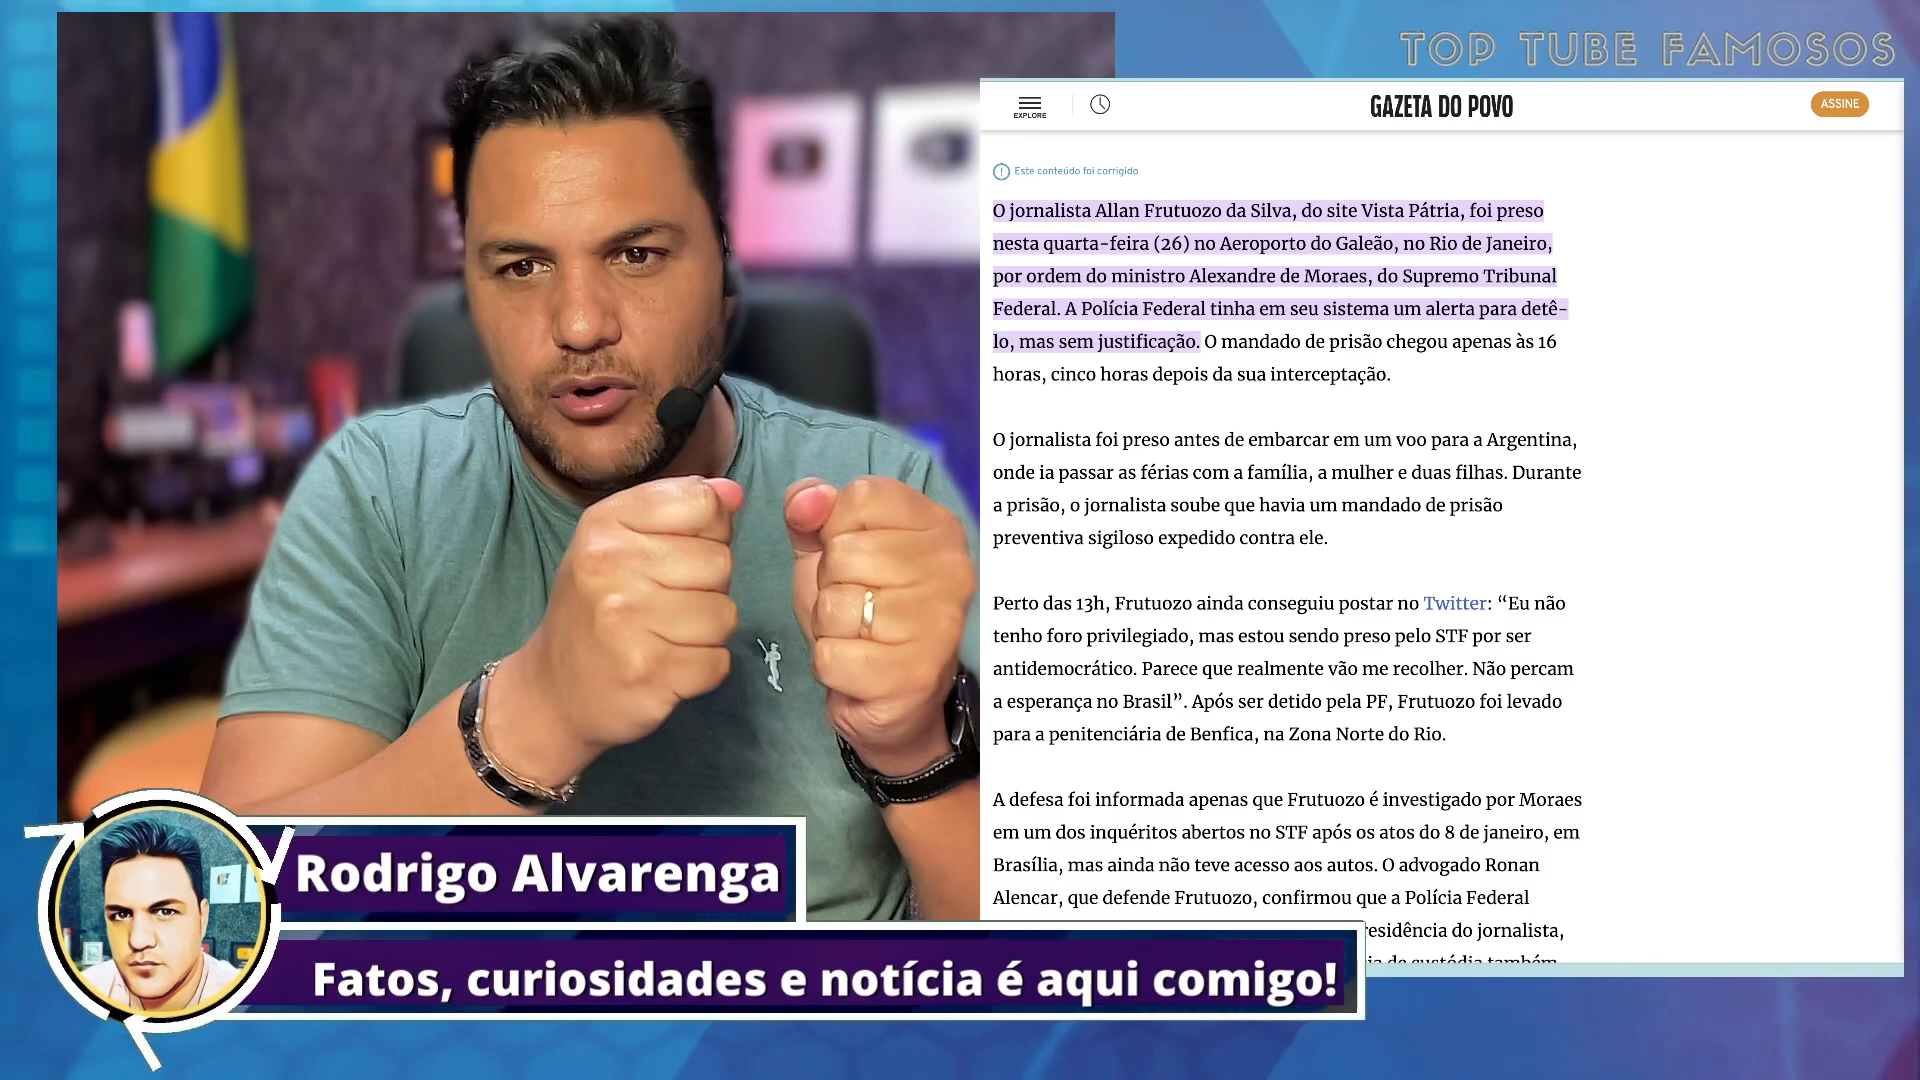 TOP TUBE FAMOSOS
EXPLORE
GAZETA DO POVO
ASSINE
Este conteúdo foi corrigido
O jornalista Allan Frutuozo da Silva, do site Vista Pátria, foi preso
nesta quarta-feira (26) no Aeroporto do Galeão, no Rio de Janeiro,
por ordem do ministro Alexandre de Moraes, do Supremo Tribunal
Federal. A Polícia Federal tinha em seu sistema um alerta para detê-
lo, mas sem justificação. O mandado de prisão chegou apenas às 16
horas, cinco horas depois da sua interceptação.
O jornalista foi preso antes de embarcar em um voo para a Argentina,
onde ia passar as férias com a família, a mulher e duas filhas. Durante
a prisão, o jornalista soube que havia um mandado de prisão
preventiva sigiloso expedido contra ele.
Perto das 13h, Frutuozo ainda conseguiu postar no Twitter: “Eu não
tenho foro privilegiado, mas estou sendo preso pelo STF por ser
antidemocrático. Parece que realmente vão me recolher. Não percam
a esperança no Brasil”. Após ser detido pela PF, Frutuozo foi levado
para a penitenciária de Benfica, na Zona Norte do Rio.
A defesa foi informada apenas que Frutuozo é investigado por Moraes
em um dos inquéritos abertos no STF após os atos do 8 de janeiro, em
Brasília, mas ainda não teve acesso aos autos. O advogado Ronan
Alencar, que defende Frutuozo, confirmou que a Polícia Federal
residência do jornalista,
de custódia também
Rodrigo Alvarenga
Fatos, curiosidades e notícia é aqui comigo!